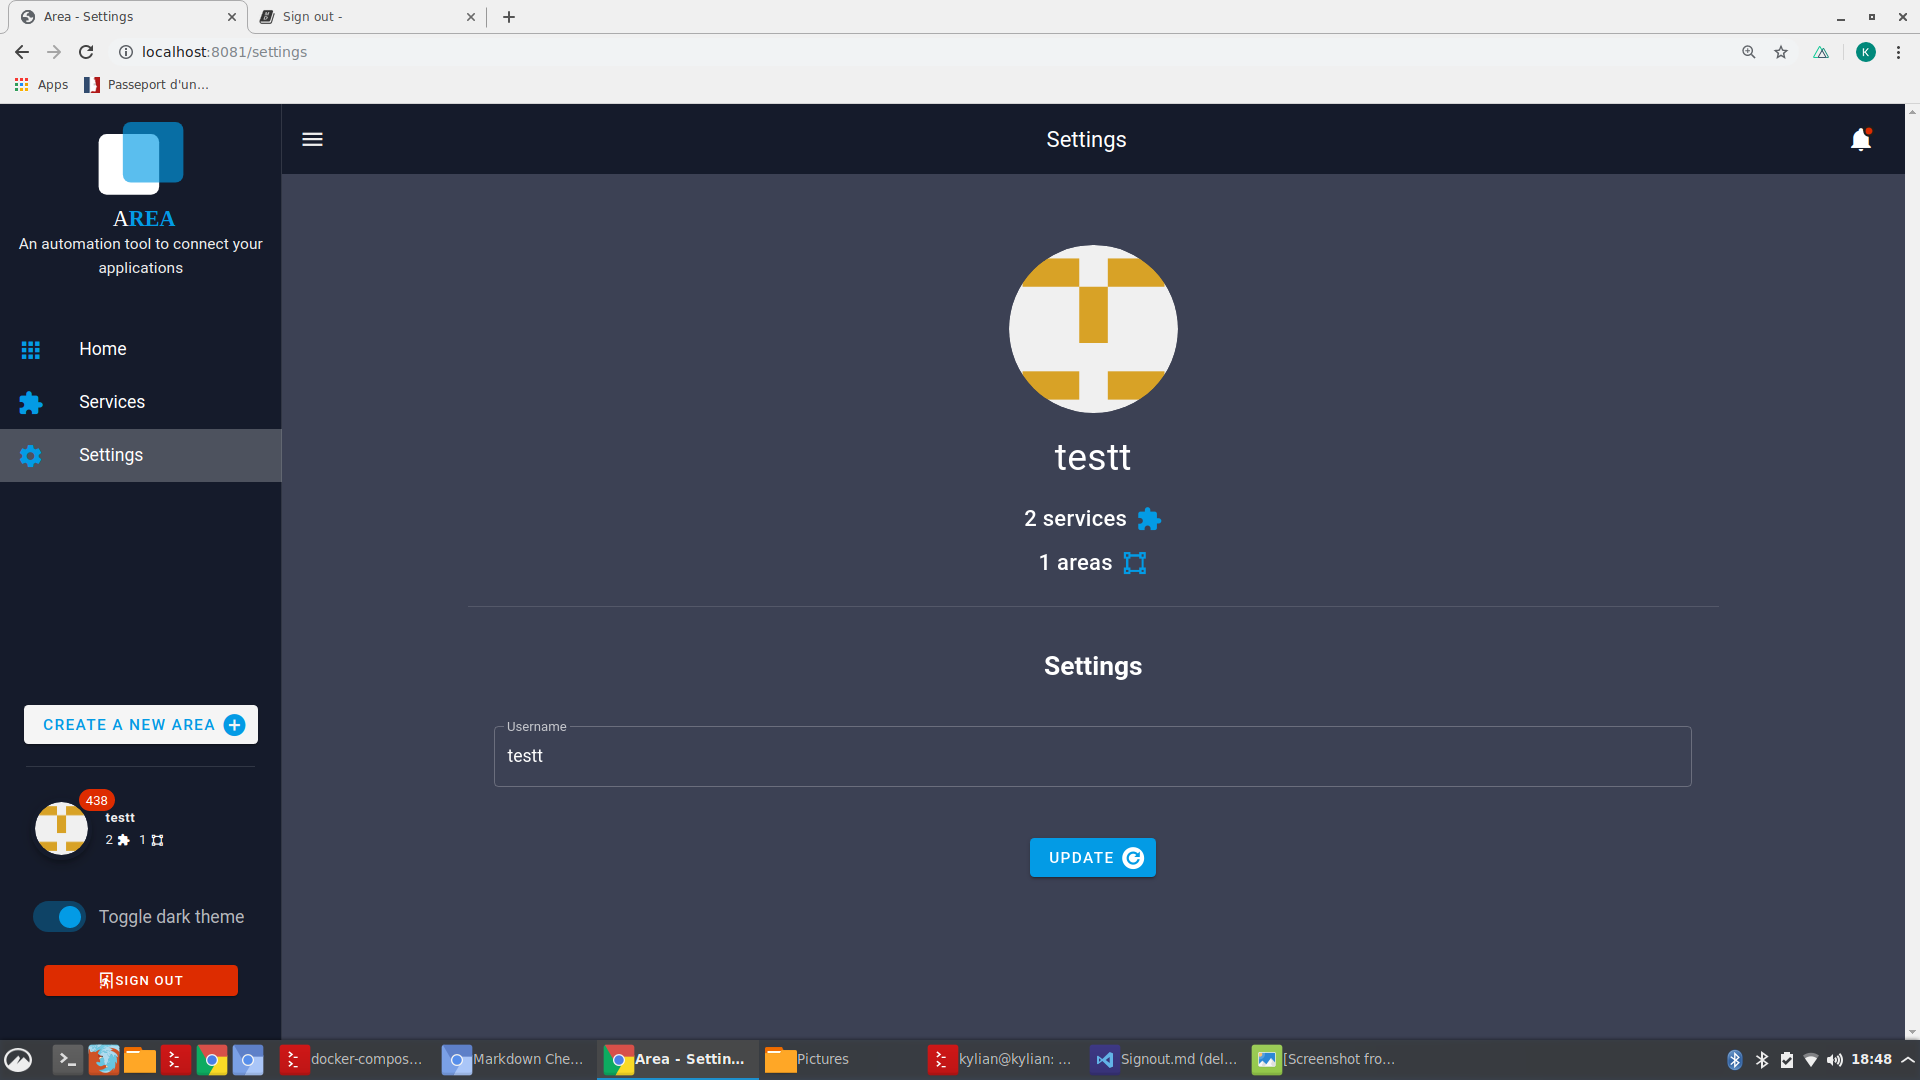 Area - Settings
Sign out -
localhost:8081/settings
K
Apps
Passeport d'un...
AREA
An automation tool to connect your
applications
Settings
Home
Services
Settings
testt
2 services
1 areas
Settings
Username
testt
UPDATE
CREATE A NEW AREA
438
testt
2 1
Toggle dark theme
SIGN OUT
docker-compos...
Markdown Che...
Area - Settin...
Pictures
kylian@kylian: ...
Signout.md (del...
[Screenshot fro...
18:48